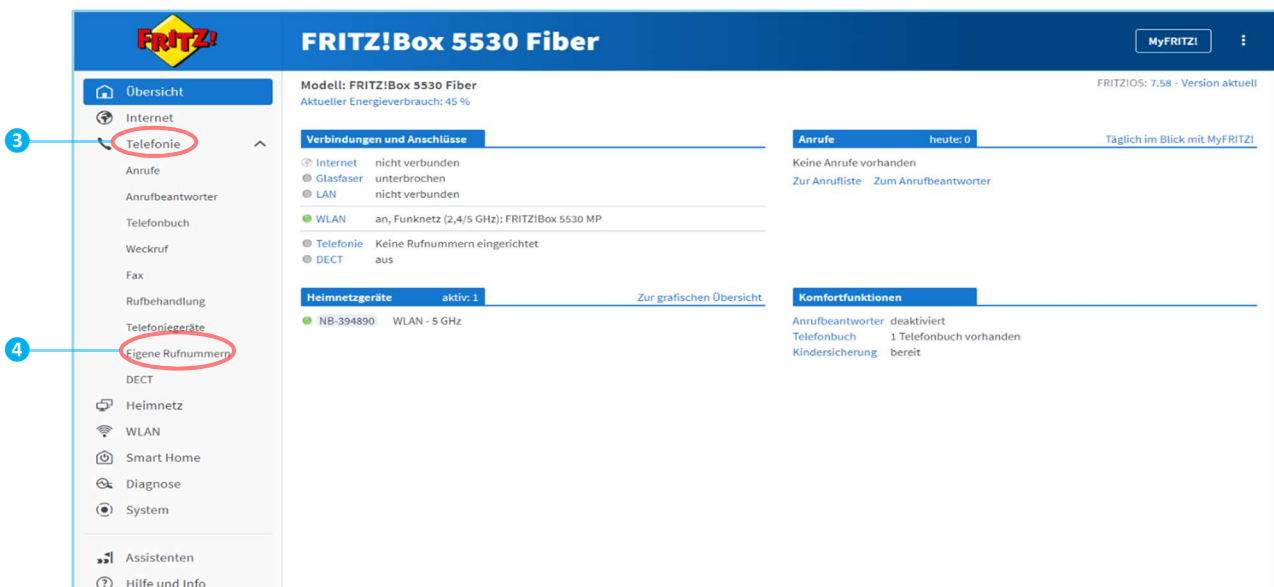 FRITZ!
FRITZ!Box 5530 Fiber
MyFRITZ!
Übersicht
Internet
3
Telefonie
Anrufe
Anrufbeantworter
Telefonbuch
Weckruf
Fax
Rufbehandlung
Telefoniegeräte
4
Eigene Rufnummern
DECT
Heimnetz
WLAN
Smart Home
Diagnose
System
Assistenten
Hilfe und Info
Modell: FRITZ!Box 5530 Fiber
Aktueller Energieverbrauch: 45 %
FRITZ!OS: 7.58 - Version aktuell
Verbindungen und Anschlüsse
Internet nicht verbunden
Glasfaser unterbrochen
LAN nicht verbunden
WLAN an, Funknetz (2,4/5 GHz): FRITZ!Box 5530 MP
Telefonie Keine Rufnummern eingerichtet
DECT aus
Anrufe heute: 0 Täglich im Blick mit MyFRITZ!
Keine Anrufe vorhanden
Zur Anrufliste Zum Anrufbeantworter
Heimnetzgeräte aktiv: 1 Zur grafischen Übersicht
NB-394890 WLAN - 5 GHz
Komfortfunktionen
Anrufbeantworter deaktiviert
Telefonbuch 1 Telefonbuch vorhanden
Kindersicherung bereit